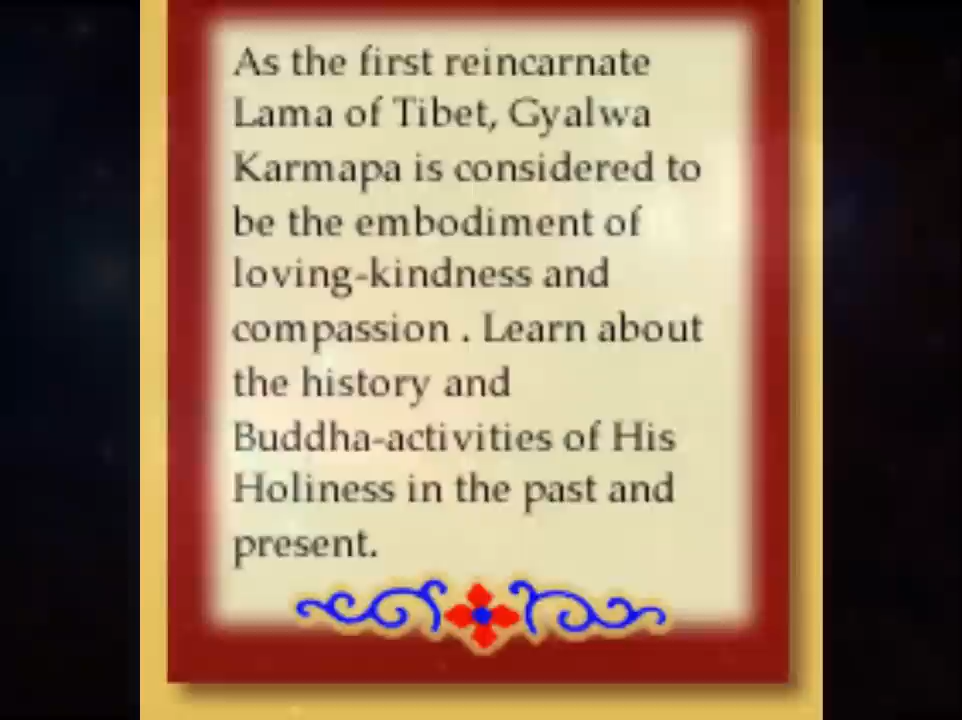 As the first reincarnate
Lama of Tibet, Gyalwa
Karmapa is considered to
be the embodiment of
loving-kindness and
compassion . Learn about
the history and
Buddha-activities of His
Holiness in the past and
present.